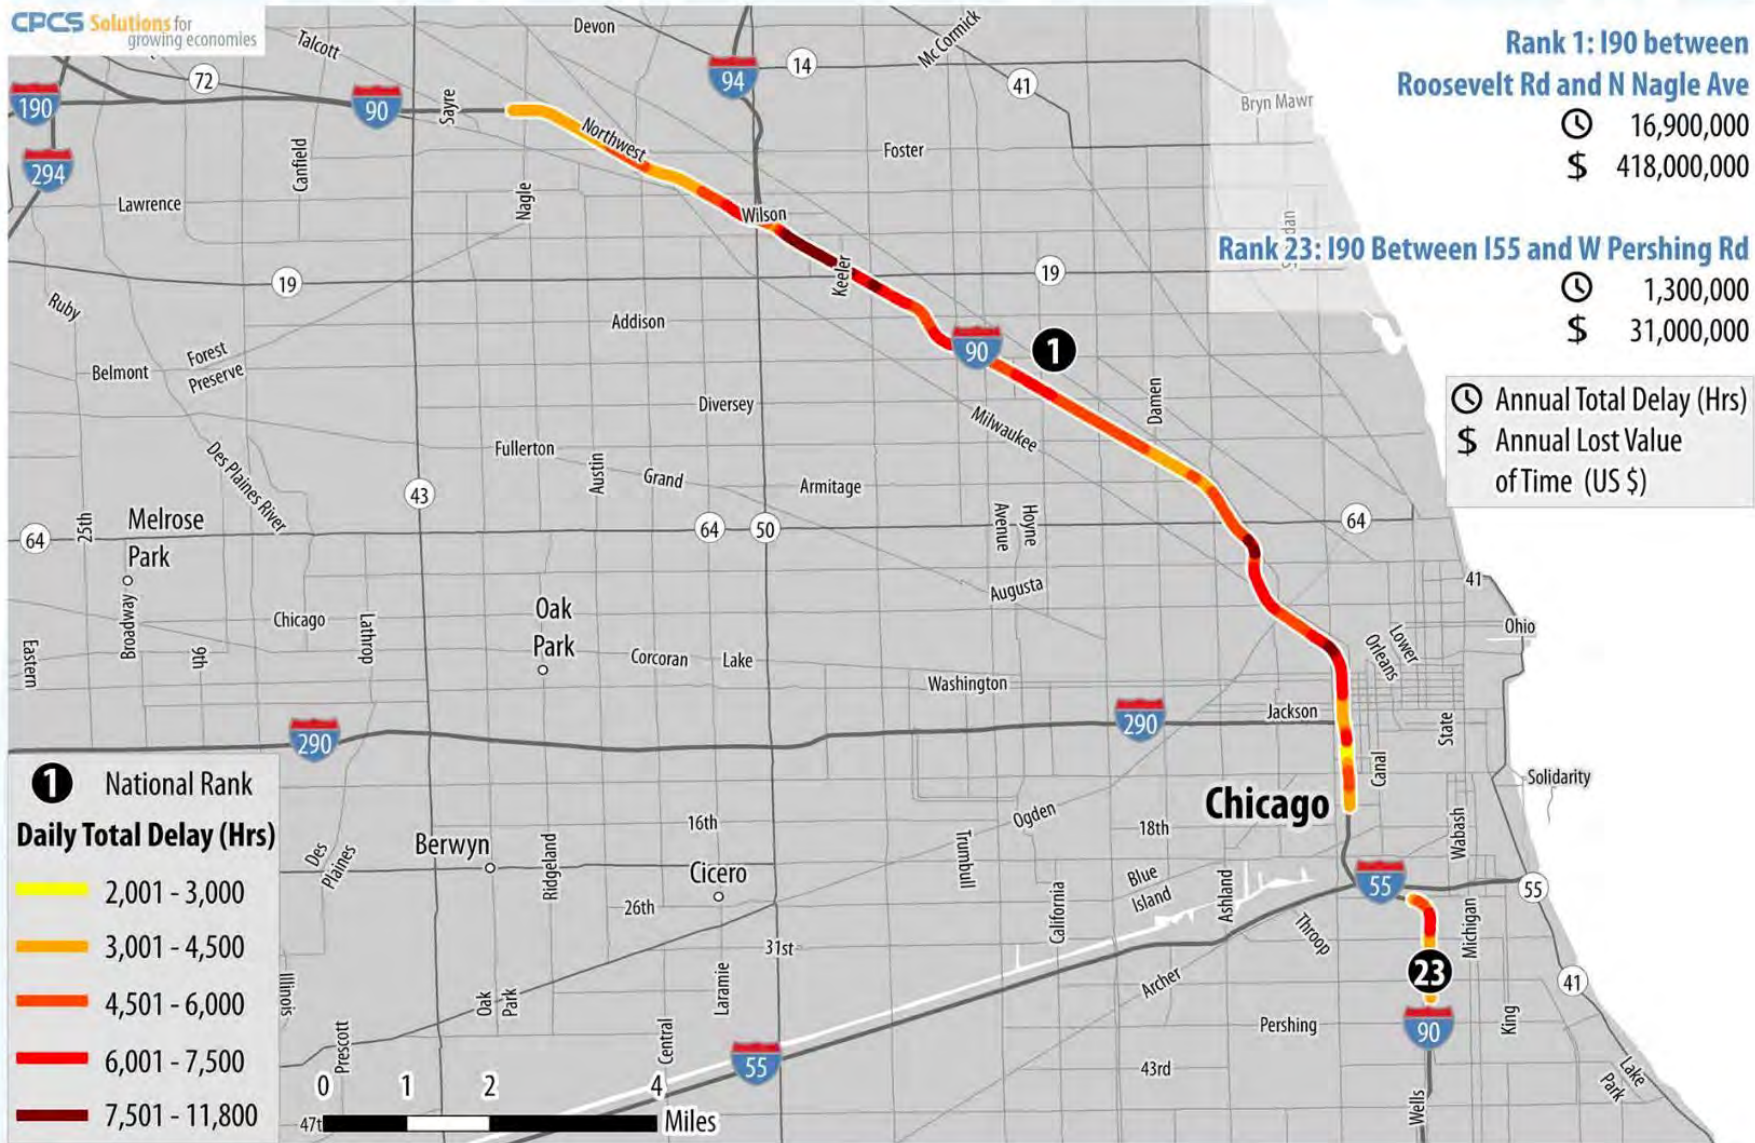 CPCS Solutions for
growing economies
Rank 1: I90 between
Roosevelt Rd and N Nagle Ave
16,900,000
$ 418,000,000
Rank 23: I90 Between I55 and W Pershing Rd
1,300,000
$ 31,000,000
Annual Total Delay (Hrs)
$ Annual Lost Value
of Time (US $)
Talcott
Devon
Mc Cormick
72
94
14
41
190
90
Sayre
Bryn Mawr
Northwest
Foster
294
Canfield
Lawrence
Nagle
Wilson
19
Keeler
19
Ruby
Addison
90
1
Forest
Preserve
Belmont
Diversey
Damen
Milwaukee
Fullerton
Des Plaines River
Austin
Grand
Armitage
43
Melrose
Park
25th
64
64
50
Avenue
Hoyne
64
41
Augusta
Oak
Park
Chicago
Broadway
Lathrop
9th
Eastern
Corcoran
Lake
Lower
Orleans
Ohio
Washington
290
290
Jackson
State
Canal
Solidarity
Chicago
Ogden
16th
18th
Wabash
Berwyn
Des
Plaines
Ridgeland
Cicero
Trumbull
Blue
Island
Ashland
55
55
26th
California
Throop
Michigan
31st
23
Illinois
Oak
Park
Laramie
Archer
41
Prescott
Central
Pershing
90
King
55
43rd
Lake
Park
Wells
1 National Rank
Daily Total Delay (Hrs)
2,001 - 3,000
3,001 - 4,500
4,501 - 6,000
6,001 - 7,500
7,501 - 11,800
0 1 2 4
Miles